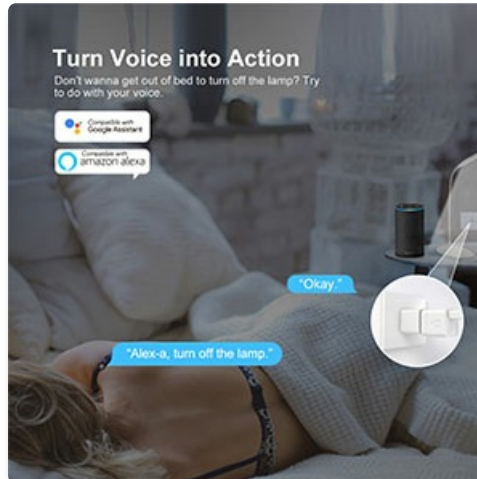 Turn Voice into Action
Don't wanna get out of bed to turn off the lamp? Try
to do with your voice.
Compatible with
Google Assistant
Compatible with
amazon alexa
"Okay."
"Alex-a, turn off the lamp."